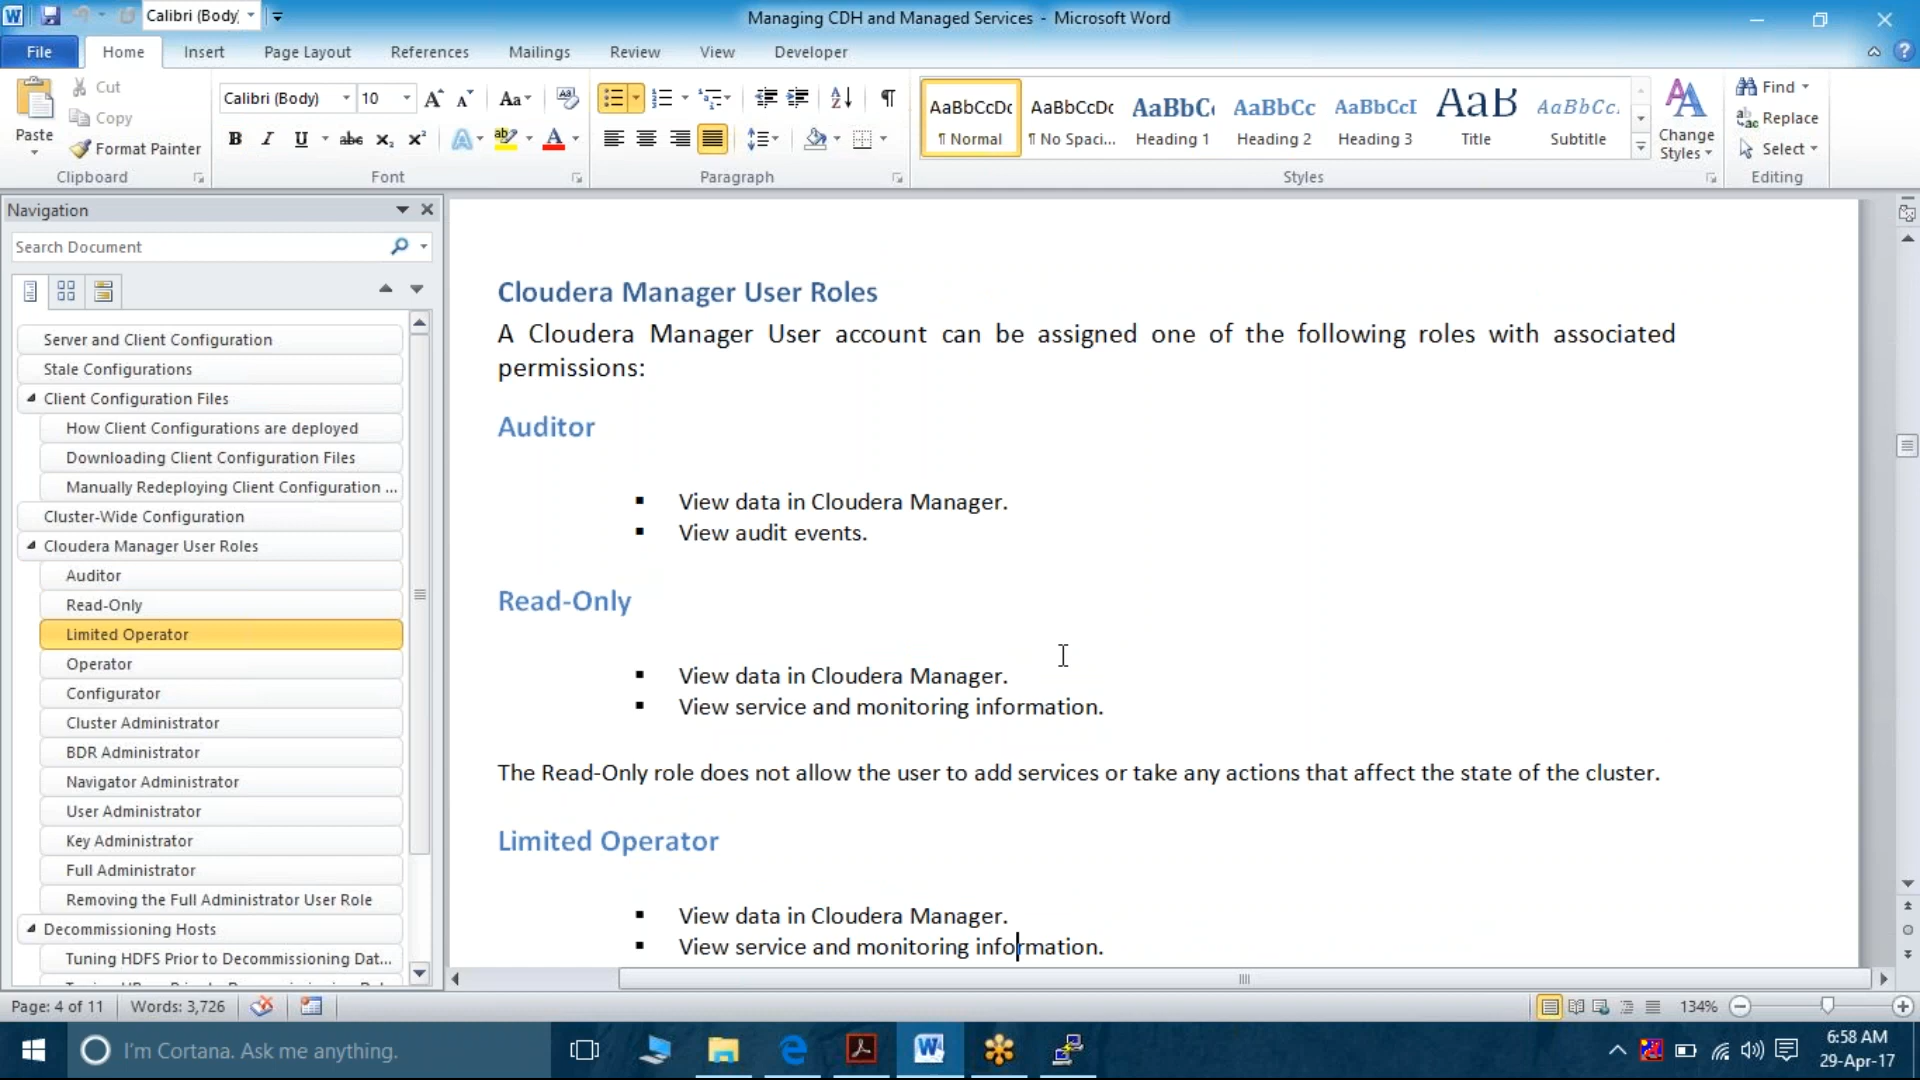 Calibri (Body)
Managing CDH and Managed Services - Microsoft Word
File Home Insert Page Layout References Mailings Review View Developer
Paste
Cut
Copy
Format Painter
Clipboard
Calibri (Body) 10
Font
Paragraph
AaBbCcDc AaBbCcDc AaBbC AaBbCc AaBbCcI AaB AaBbCc.
¶ Normal ¶ No Spaci... Heading 1 Heading 2 Heading 3 Title Subtitle
Change
Styles
Styles
Find
Replace
Select
Editing
Navigation
Search Document
Server and Client Configuration
Stale Configurations
Client Configuration Files
How Client Configurations are deployed
Downloading Client Configuration Files
Manually Redeploying Client Configuration ...
Cluster-Wide Configuration
Cloudera Manager User Roles
Auditor
Read-Only
Limited Operator
Operator
Configurator
Cluster Administrator
BDR Administrator
Navigator Administrator
User Administrator
Key Administrator
Full Administrator
Removing the Full Administrator User Role
Decommissioning Hosts
Tuning HDFS Prior to Decommissioning Dat...
Cloudera Manager User Roles
A Cloudera Manager User account can be assigned one of the following roles with associated
permissions:
Auditor
▪ View data in Cloudera Manager.
▪ View audit events.
Read-Only
▪ View data in Cloudera Manager.
▪ View service and monitoring information.
The Read-Only role does not allow the user to add services or take any actions that affect the state of the cluster.
Limited Operator
▪ View data in Cloudera Manager.
▪ View service and monitoring information.
Page: 4 of 11 Words: 3,726 134%
I'm Cortana. Ask me anything.
6:58 AM
29-Apr-17